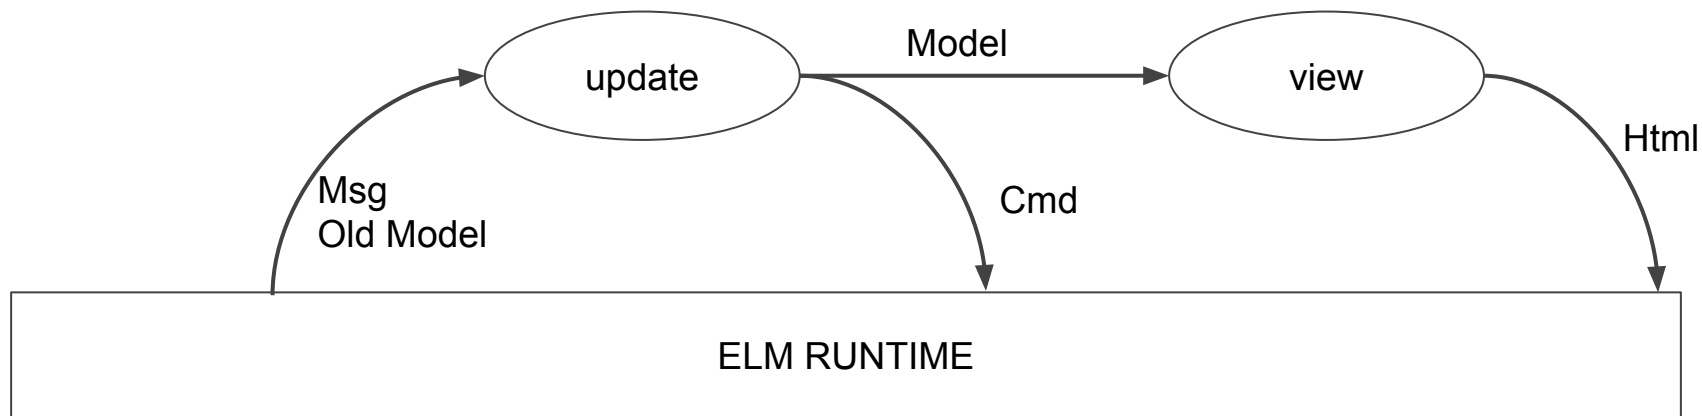 update
Model
view
Html
Msg
Old Model
Cmd
ELM RUNTIME